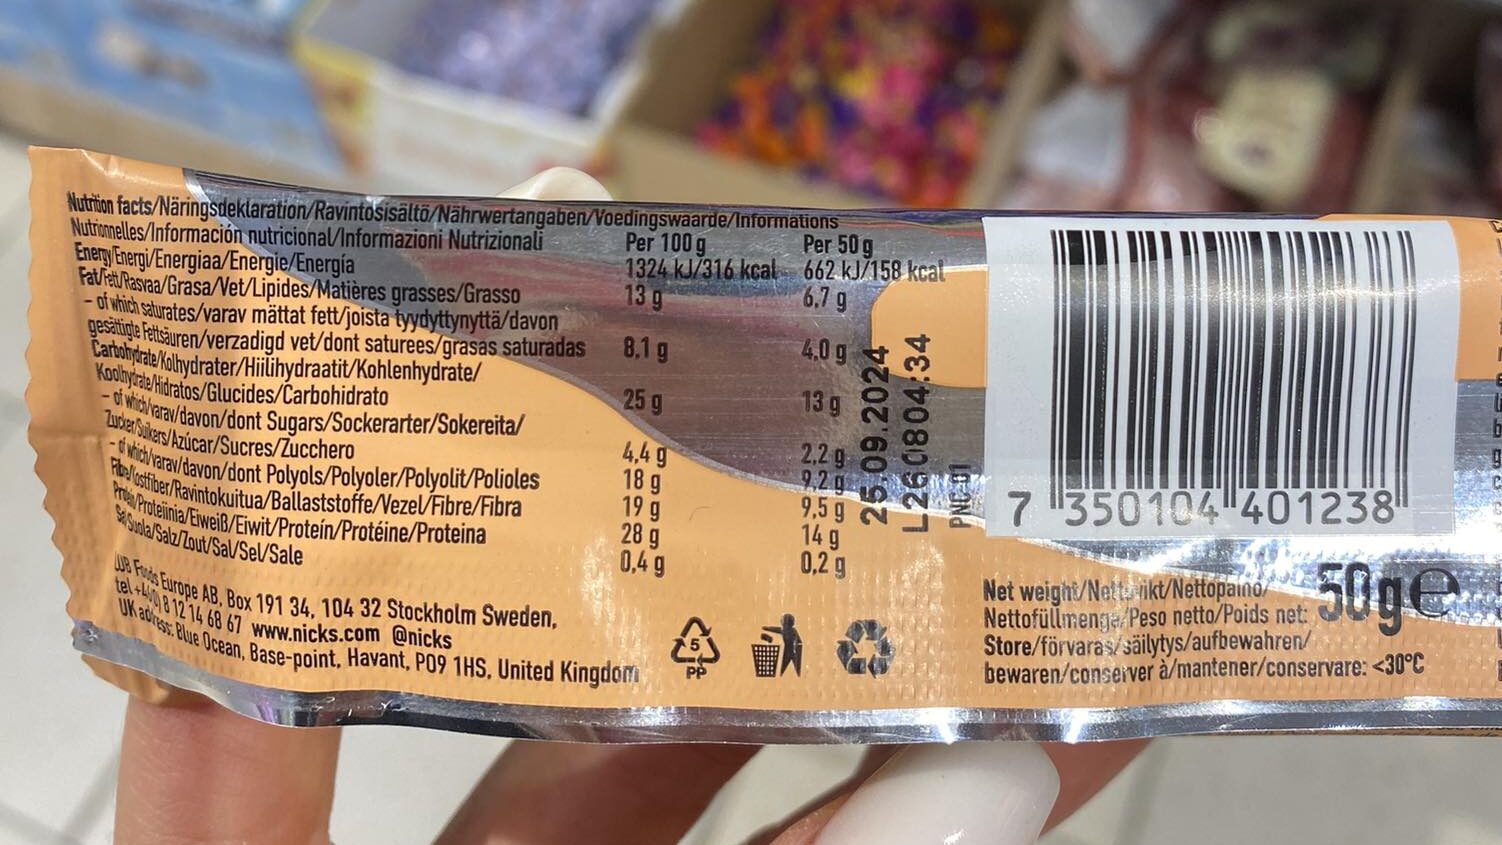 Nutrition facts/Näringsdeklaration/Ravintosisältö/Nährwertangaben/Voedingswaarde/Informations
Nutrionnelles/Información nutricional/Informazioni Nutrizionali Per 100 g Per 50 g
Energy/Energi/Energiaa/Energie/Energía 1324 kJ/316 kcal 662 kJ/158 kcal
Fat/Fett/Rasvaa/Grasa/Vet/Lipides/Matières grasses/Grasso 13 g 6,7 g
- of which saturates/varav mättat fett/joista tyydyttynyttä/davon
gesättigte Fettsäuren/verzadigd vet/dont saturees/grasas saturadas 8,1 g 4,0 g
Carbohydrate/Kolhydrater/Hiilihydraatit/Kohlenhydrate/
Koolhydrate/Hidratos/Glucides/Carbohidrato 25 g 13 g
- of which/varav/davon/dont Sugars/Sockerarter/Sokereita/
Zucker/Suikers/Azúcar/Sucres/Zucchero 4,4 g 2.2 g
- of which/varav/davon/dont Polyols/Polyoler/Polyolit/Polioles 18 g 9,2 g
Fibre/Kostfiber/Ravintokuitua/Ballaststoffe/Vezel/Fibre/Fibra 19 g 9,5 g
Protein/Proteiinia/Eiweiß/Eiwit/Proteín/Protéine/Proteina 28 g 14 g
Salt/Suola/Salz/Zout/Sal/Sel/Sale 0,4 g 0,2 g
25.09.2024
L26C0804:34
PNC-01
Foods Europe AB, Box 191 34, 104 32 Stockholm Sweden,
8 12 14 68 67 www.nicks.com @nicks
UK address: Blue Ocean, Base-point, Havant, PO9 1HS, United Kingdom
5
PP
7 350104 401238
Net weight/Nettovikt/Nettopaino/
Nettofüllmenge/Peso netto/Poids net: 50g e
Store/förvaras/säilytys/aufbewahren/
bewaren/conserver à/mantener/conservare: <30°C